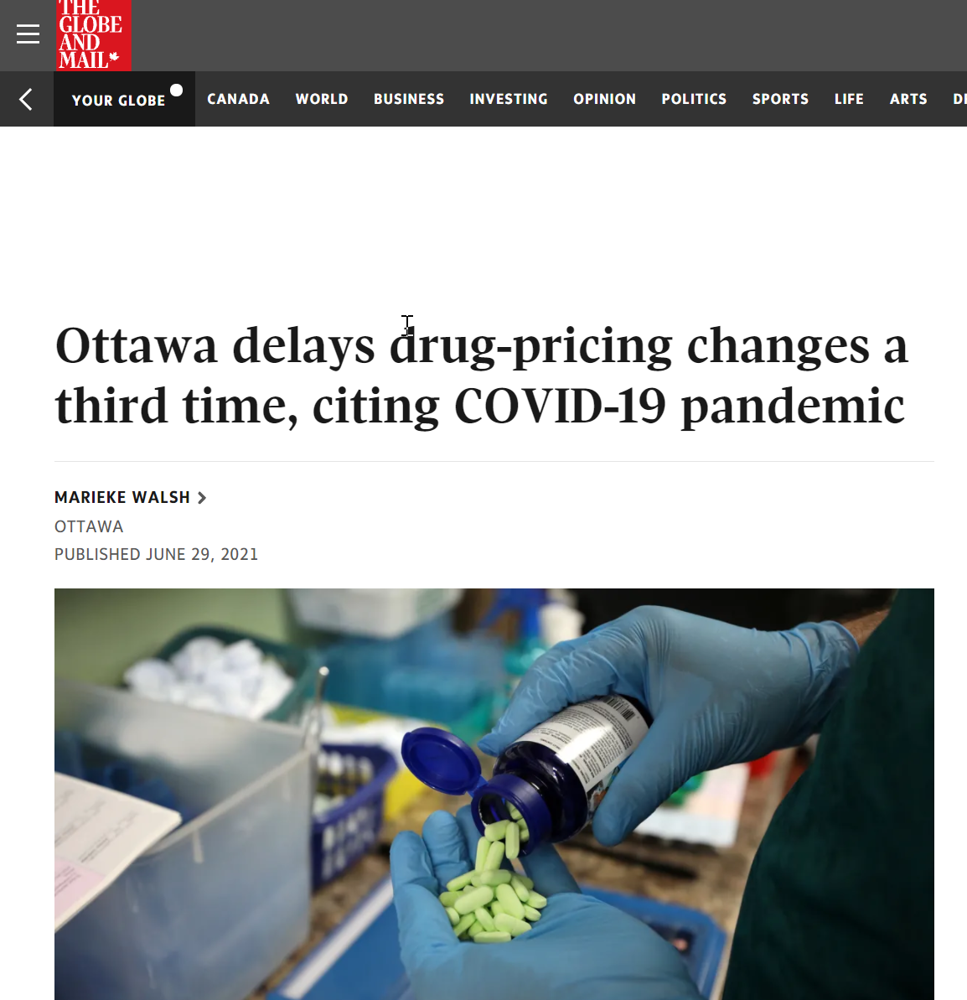 THE
GLOBE
AND
MAIL
YOUR GLOBE
CANADA
WORLD
BUSINESS
INVESTING
OPINION
POLITICS
SPORTS
LIFE
ARTS
Ottawa delays drug-pricing changes a
third time, citing COVID-19 pandemic
MARIEKE WALSH
OTTAWA
PUBLISHED JUNE 29, 2021